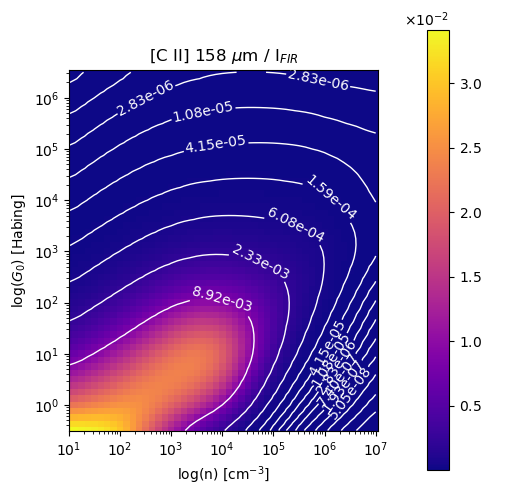 ×10⁻²
[C II] 158 μm / I_FIR
10⁶
10⁵
10⁴
10³
10²
10¹
10⁰
log(G₀) [Habing]
2.83e-06
2.83e-06
1.08e-05
4.15e-05
1.59e-04
6.08e-04
2.33e-03
8.92e-03
10¹ 10² 10³ 10⁴ 10⁵ 10⁶ 10⁷
log(n) [cm⁻³]
3.0
2.5
2.0
1.5
1.0
0.5